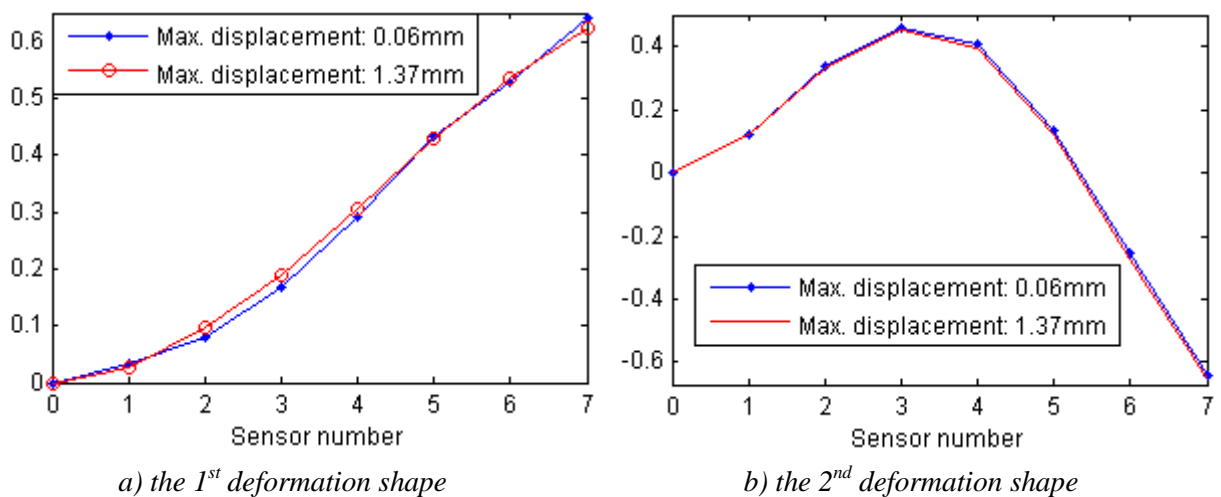 Max. displacement: 0.06mm
Max. displacement: 1.37mm
0.6
0.5
0.4
0.3
0.2
0.1
0
0 1 2 3 4 5 6 7
Sensor number
a) the 1st deformation shape
0.4
0.2
0
-0.2
-0.4
-0.6
Max. displacement: 0.06mm
Max. displacement: 1.37mm
0 1 2 3 4 5 6 7
Sensor number
b) the 2nd deformation shape